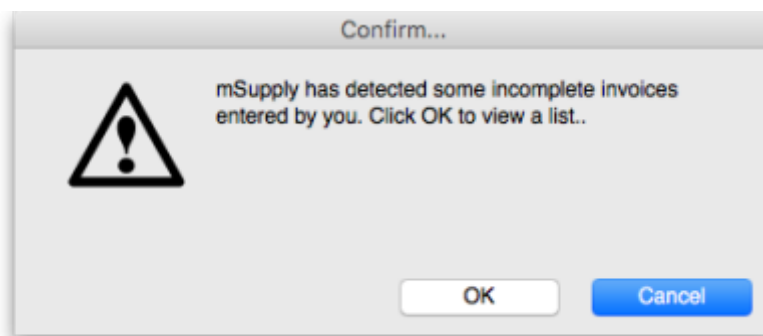 Confirm...
mSupply has detected some incomplete invoices
entered by you. Click OK to view a list..
OK
Cancel